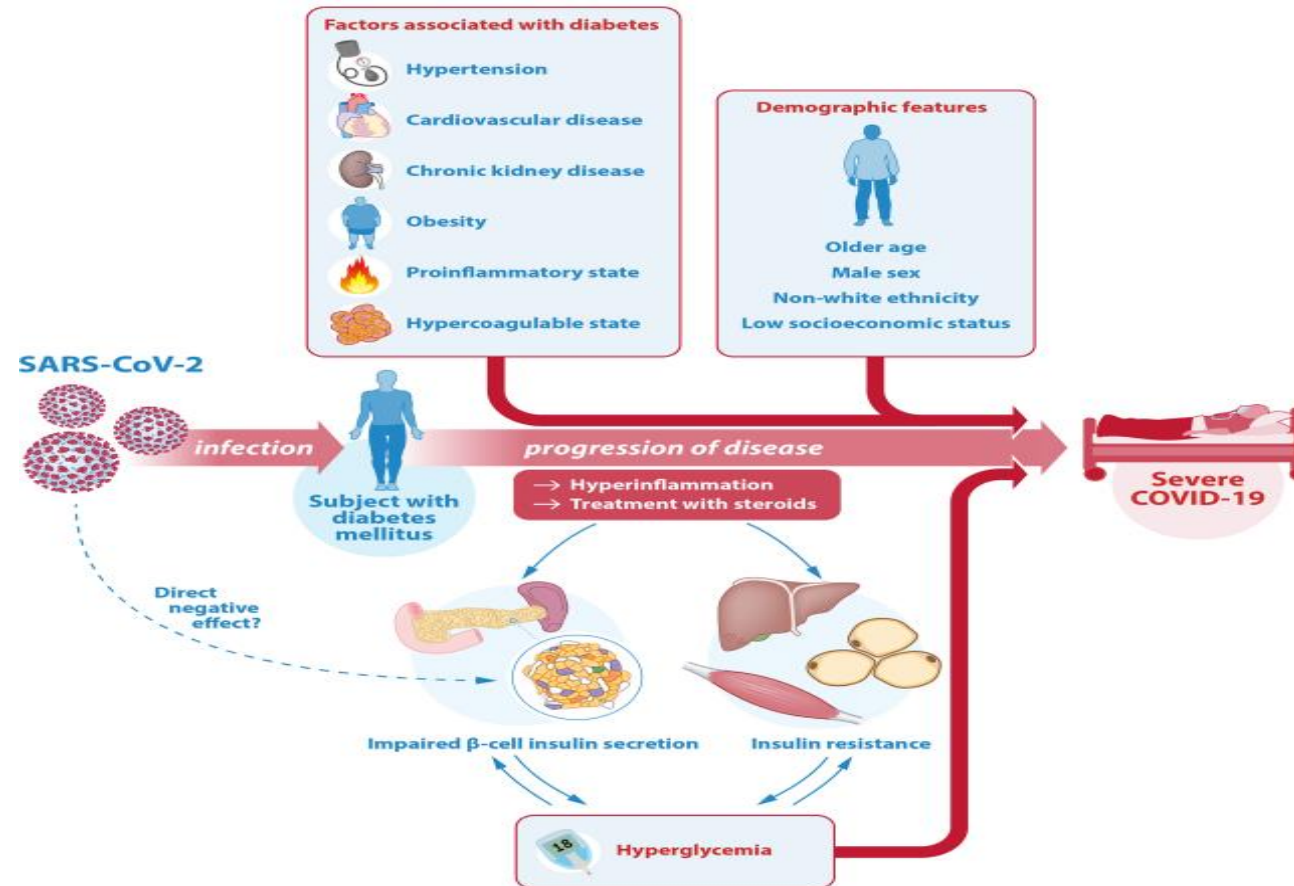 Factors associated with diabetes
Hypertension
Cardiovascular disease
Chronic kidney disease
Obesity
Proinflammatory state
Hypercoagulable state
Demographic features
Older age
Male sex
Non-white ethnicity
Low socioeconomic status
SARS-CoV-2
infection
Subject with
diabetes
mellitus
progression of disease
→ Hyperinflammation
→ Treatment with steroids
Severe
COVID-19
Direct
negative
effect?
Impaired β-cell insulin secretion
Insulin resistance
18
Hyperglycemia